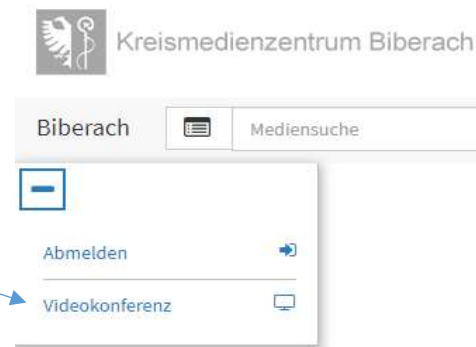 Kreismedienzentrum Biberach
Biberach Mediensuche
Abmelden
Videokonferenz